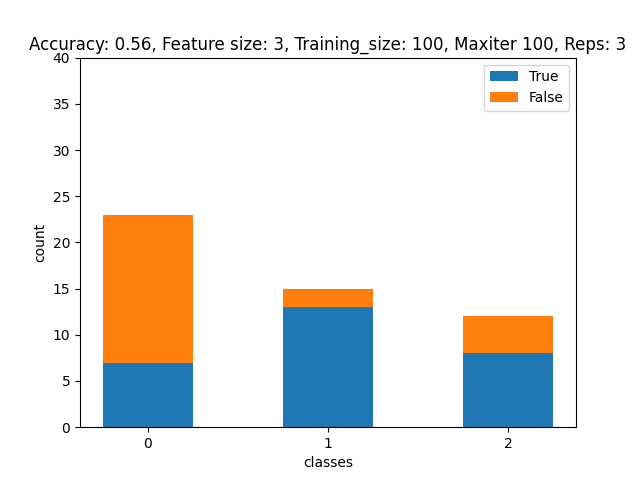 Accuracy: 0.56, Feature size: 3, Training_size: 100, Maxiter 100, Reps: 3
True
False
40
35
30
25
20
15
10
5
0
count
0 1 2
classes